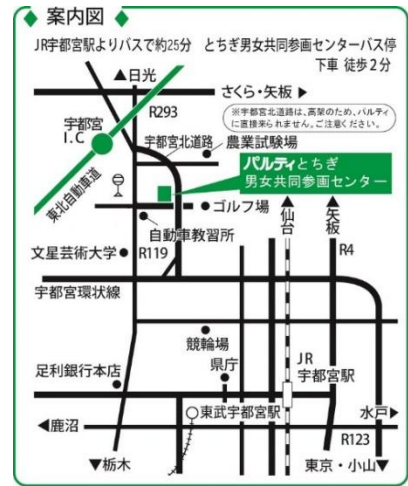 案内図
JR宇都宮駅よりバスで約25分 とちぎ男女共同参画センターバス停
下車 徒歩2分
▲日光
さくら・矢板▶
R293
※宇都宮北道路は、高架のため、パルティ
に直接来られません。ご注意ください。
宇都宮
I.C
宇都宮北道路
農業試験場
東北自動車道
パルティとちぎ
男女共同参画センター
ゴルフ場
自動車教習所
▲仙台
▲矢板
文星芸術大学
R119
R4
宇都宮環状線
競輪場
県庁
JR
宇都宮駅
足利銀行本店
東武宇都宮駅
水戸▶
◀鹿沼
R123
▼栃木
東京・小山▼